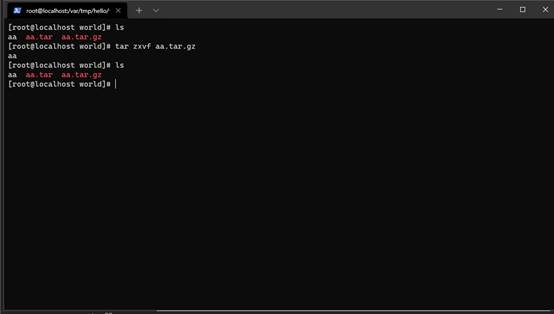 root@localhost:/var/tmp/hello/
[root@localhost world]# ls
aa aa.tar aa.tar.gz
[root@localhost world]# tar zxvf aa.tar.gz
aa
[root@localhost world]# ls
aa aa.tar aa.tar.gz
[root@localhost world]#